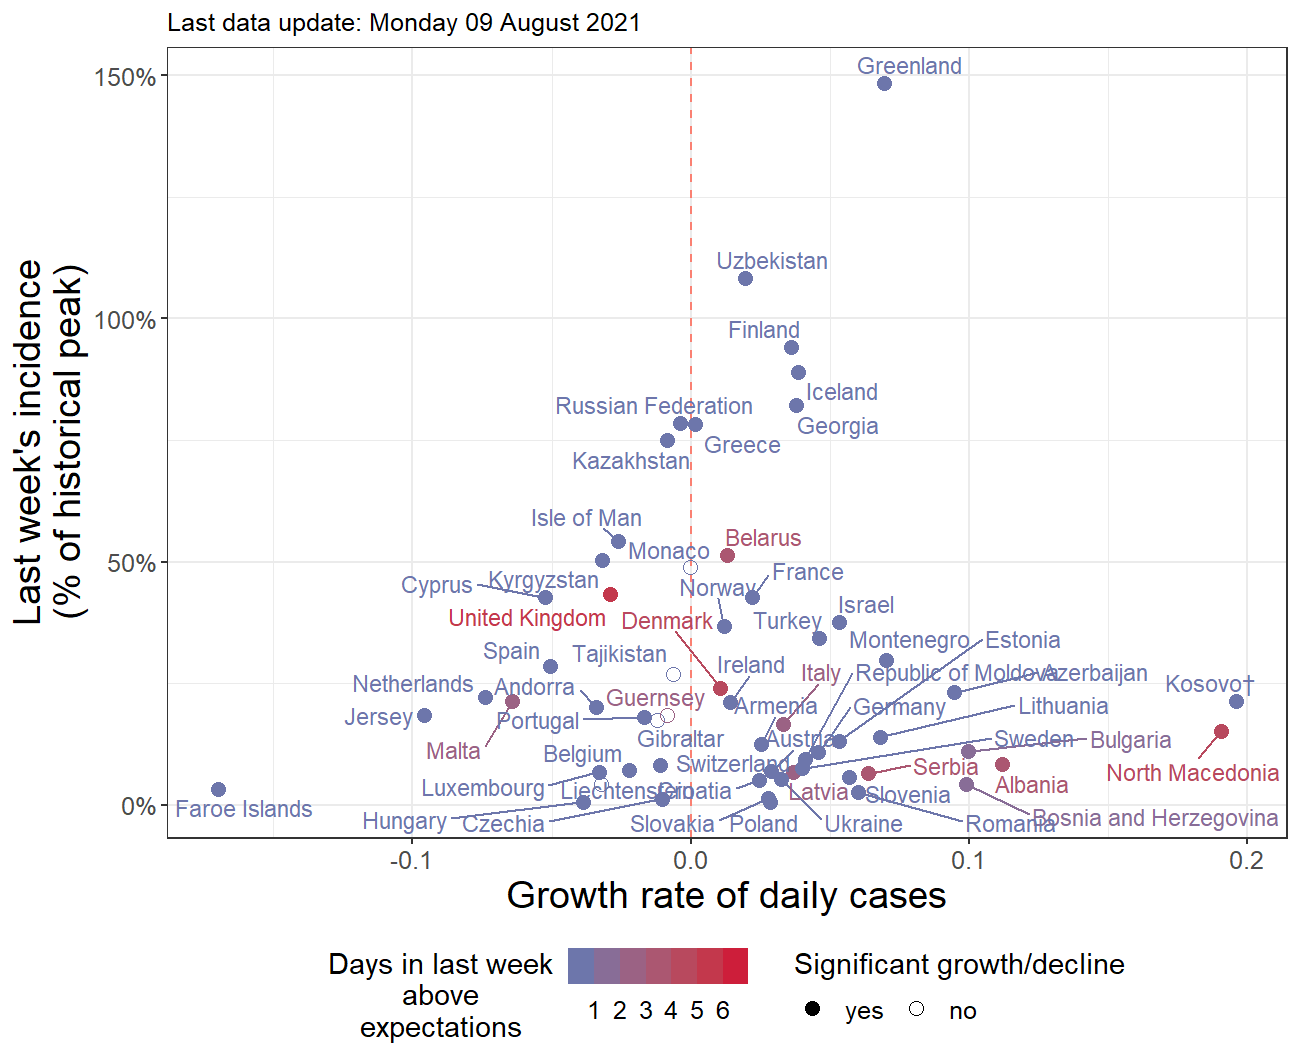 Last data update: Monday 09 August 2021
Last week's incidence
(% of historical peak)
150%
100%
50%
0%
Greenland
Uzbekistan
Finland
Iceland
Russian Federation
Georgia
Greece
Kazakhstan
Isle of Man
Belarus
Monaco
France
Kyrgyzstan
Cyprus
Norway
Israel
United Kingdom
Denmark
Turkey
Montenegro
Estonia
Spain
Tajikistan
Ireland
Italy
Republic of Moldova
Azerbaijan
Netherlands
Andorra
Kosovo†
Guernsey
Armenia
Germany
Lithuania
Jersey
Portugal
Gibraltar
Austria
Sweden
Bulgaria
Malta
Belgium
Switzerland
Serbia
North Macedonia
Luxembourg
Liechtenstein
Croatia
Latvia
Slovenia
Albania
Faroe Islands
Hungary
Czechia
Slovakia
Poland
Ukraine
Romania
Bosnia and Herzegovina
-0.1
0.0
0.1
0.2
Growth rate of daily cases
Days in last week
above
expectations
1 2 3 4 5 6
Significant growth/decline
yes
no